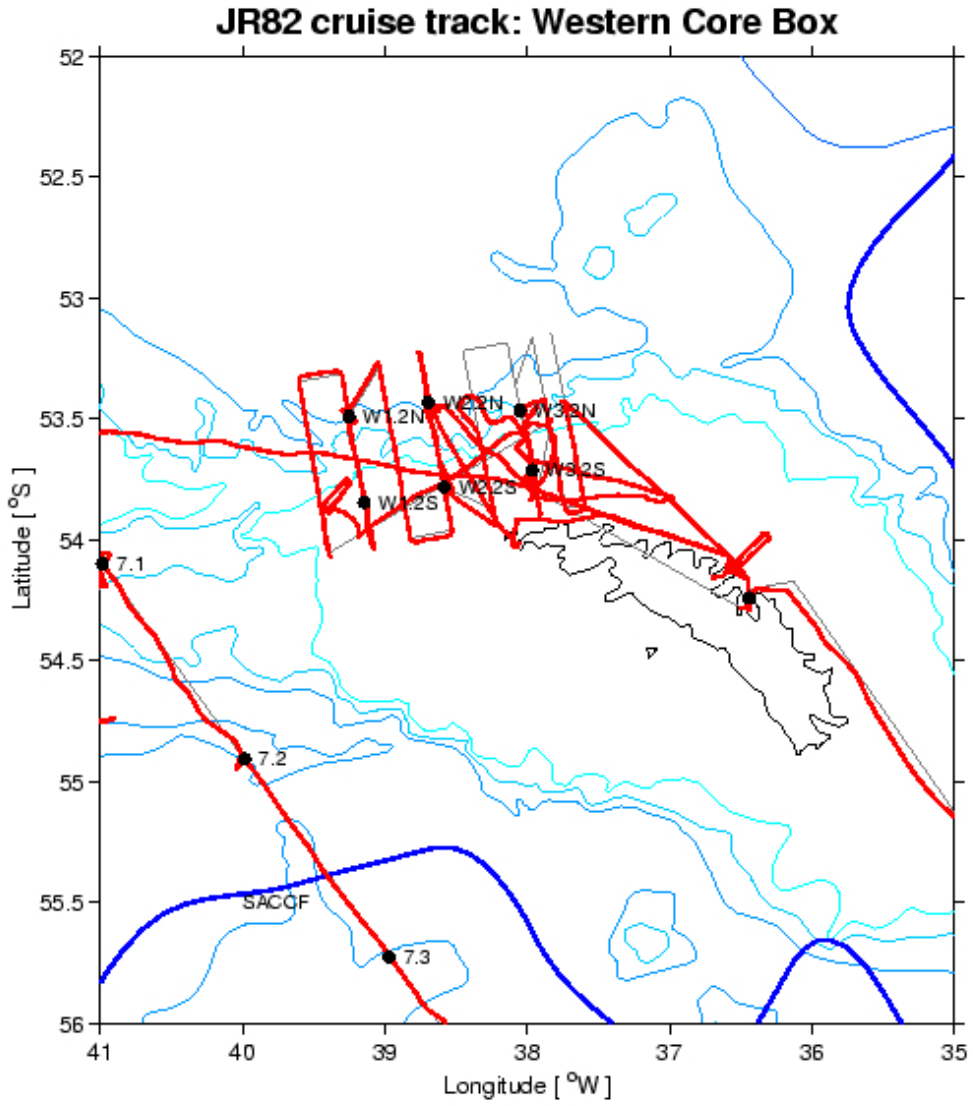 JR82 cruise track: Western Core Box
52
52.5
53
53.5
54
54.5
55
55.5
56
Latitude [ °S]
W1.2N
W2.2N
W3.2N
W3.2S
W2.2S
W1.2S
7.1
7.2
SACCF
7.3
41
40
39
38
37
36
35
Longitude [ °W]